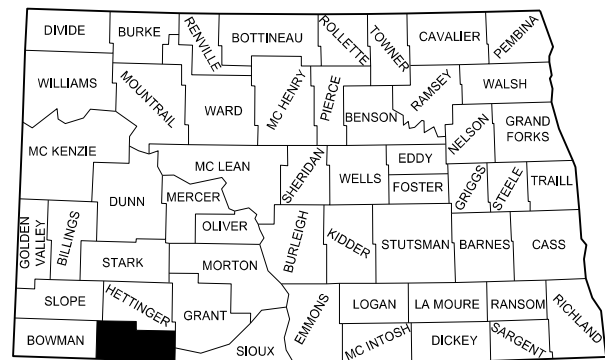 DIVIDE
BURKE
RENVILLE
BOTTINEAU
ROLLETTE
TOWNER
CAVALIER
PEMBINA
WILLIAMS
MOUNTRAIL
WARD
MC HENRY
PIERCE
BENSON
RAMSEY
WALSH
NELSON
GRAND
FORKS
MC KENZIE
MC LEAN
SHERIDAN
WELLS
EDDY
FOSTER
GRIGGS
STEELE
TRAILL
DUNN
MERCER
OLIVER
GOLDEN
VALLEY
BILLINGS
STARK
MORTON
BURLEIGH
KIDDER
STUTSMAN
BARNES
CASS
SLOPE
HETTINGER
GRANT
EMMONS
LOGAN
LA MOURE
RANSOM
RICHLAND
BOWMAN
SIOUX
MC INTOSH
DICKEY
SARGENT